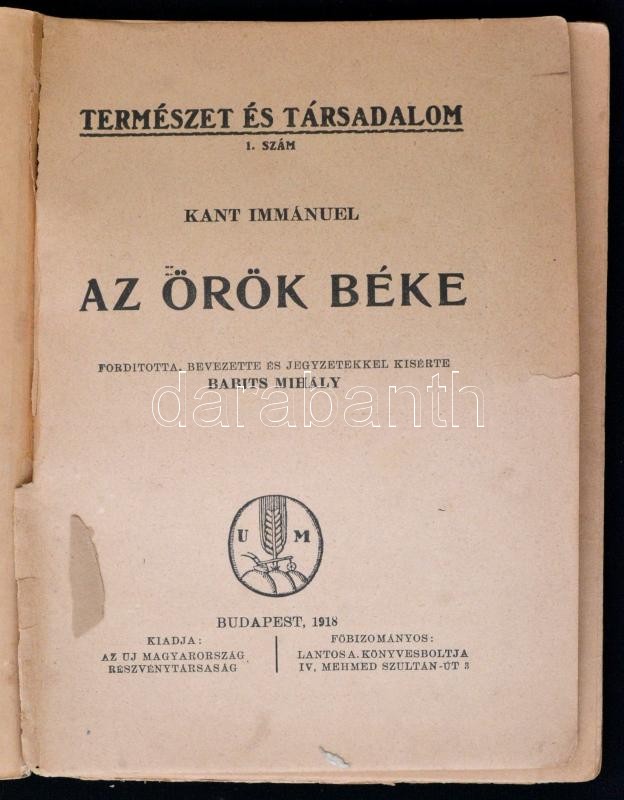 TERMÉSZET ÉS TÁRSADALOM
1. SZÁM
KANT IMMÁNUEL
AZ ÖRÖK BÉKE
FORDITOTTA, BEVEZETTE ÉS JEGYZETEKKEL KISÉRTE
BABITS MIHÁLY
darabanth
U M
BUDAPEST, 1918
KIADJA:
AZ UJ MAGYARORSZÁG
RÉSZVÉNYTÁRSASÁG
FŐBIZOMÁNYOS:
LANTOS A. KÖNYVESBOLTJA
IV, MEHMED SZULTÁN-ÚT 3